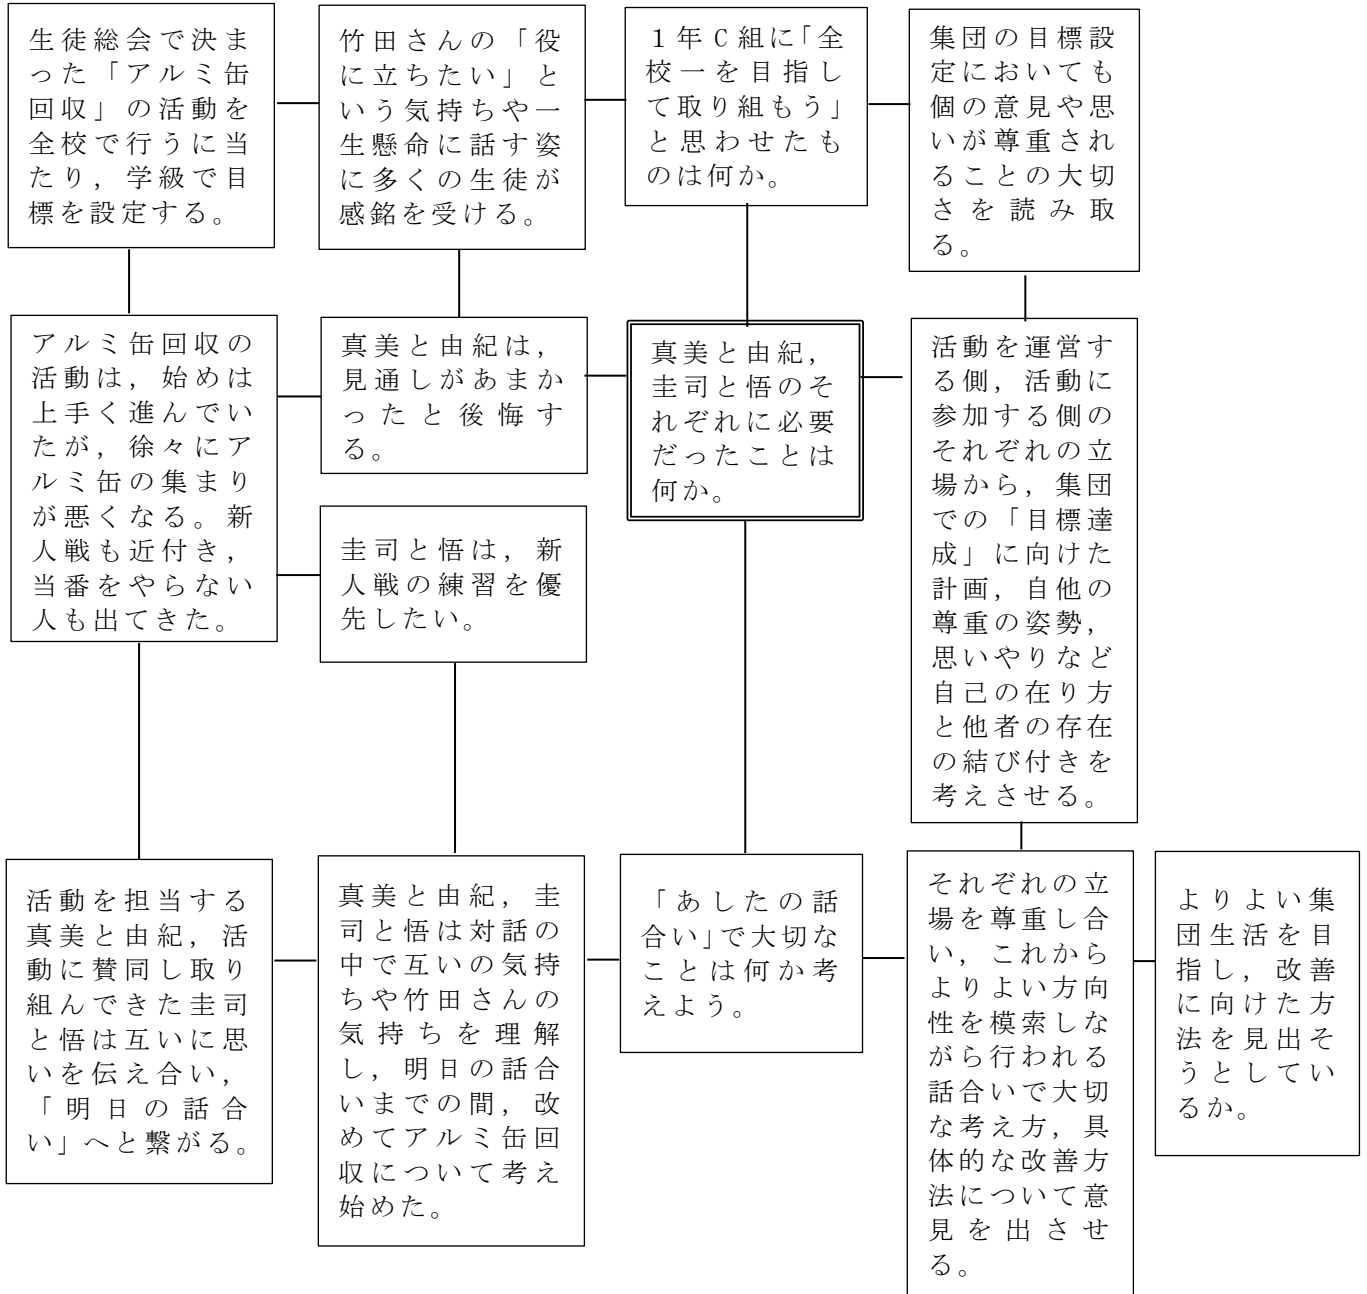 生徒総会で決ま
った「アルミ缶
回収」の活動を
全校で行うに当
たり，学級で目
標を設定する。
竹田さんの「役
に立ちたい」と
いう気持ちや一
生懸命に話す姿
に多くの生徒が
感銘を受ける。
１年C組に「全
校一を目指し
て取り組もう」
と思わせたも
のは何か。
集団の目標設
定においても
個の意見や思
いが尊重され
ることの大切
さを読み取
る。
アルミ缶回収の
活動は，始めは
上手く進んでい
たが，徐々にア
ルミ缶の集まり
が悪くなる。新
人戦も近付き，
当番をやらない
人も出てきた。
真美と由紀は，
見通しがあまか
ったと後悔す
る。
圭司と悟は，新
人戦の練習を優
先したい。
真美と由紀，
圭司と悟のそ
れぞれに必要
だったことは
何か。
活動を運営す
る側，活動に
参加する側の
それぞれの立
場から，集団
での「目標達
成」に向けた
計画，自他の
尊重の姿勢，
思いやりなど
自己の在り方
と他者の存在
の結び付きを
考えさせる。
活動を担当する
真美と由紀，活
動に賛同し取り
組んできた圭司
と悟は互いに思
いを伝え合い，
「明日の話合
い」へと繋がる。
真美と由紀，圭
司と悟は対話の
中で互いの気持
ちや竹田さんの
気持ちを理解
し，明日の話合
いまでの間，改
めてアルミ缶回
収について考え
始めた。
「あしたの話
合い」で大切な
ことは何か考
えよう。
それぞれの立
場を尊重し合
い，これから
よりよい方向
性を模索しな
がら行われる
話合いで大切
な考え方，具
体的な改善方
法について意
見を出させ
る。
よりよい集
団生活を目
指し，改善
に向けた方
法を見出そ
うとしてい
るか。